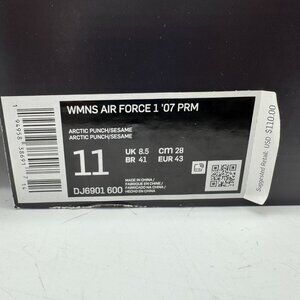 WMNS AIR FORCE 1 '07 PRM
ARCTIC PUNCH/SESAME
ARCTIC PUNCH/SESAME
11
UK 8.5 cm 28
BR 41 EUR 43
DJ6901 600
MADE IN CHINA /
FABRIQUÉ EN CHINE /
FABRICADO NA CHINA /
HECHO EN CHINA
Suggested Retail: USD $110.00